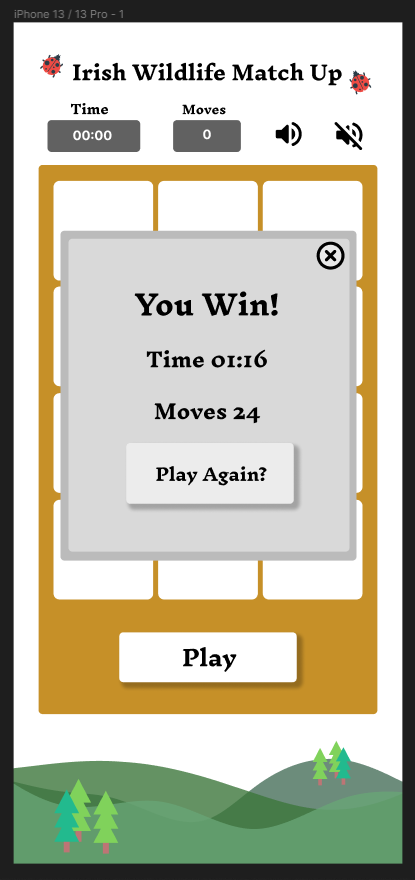 iPhone 13 / 13 Pro - 1
Irish Wildlife Match Up
Time
Moves
00:00
0
You Win!
Time 01:16
Moves 24
Play Again?
Play